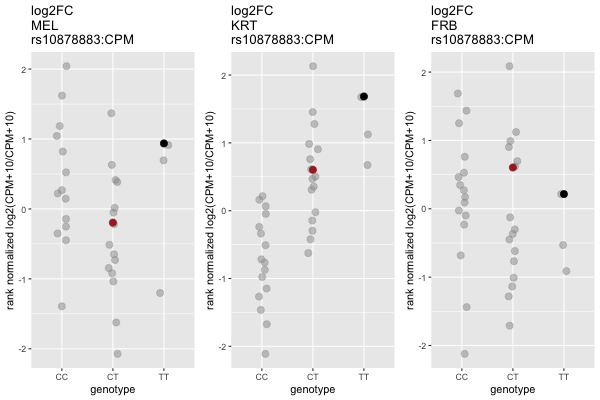 log2FC
MEL
rs10878883:CPM
rank normalized log2(CPM+10/CPM+10)
2
1
0
-1
-2
CC
CT
TT
genotype
log2FC
KRT
rs10878883:CPM
rank normalized log2(CPM+10/CPM+10)
2
1
0
-1
-2
CC
CT
TT
genotype
log2FC
FRB
rs10878883:CPM
rank normalized log2(CPM+10/CPM+10)
2
1
0
-1
-2
CC
CT
TT
genotype